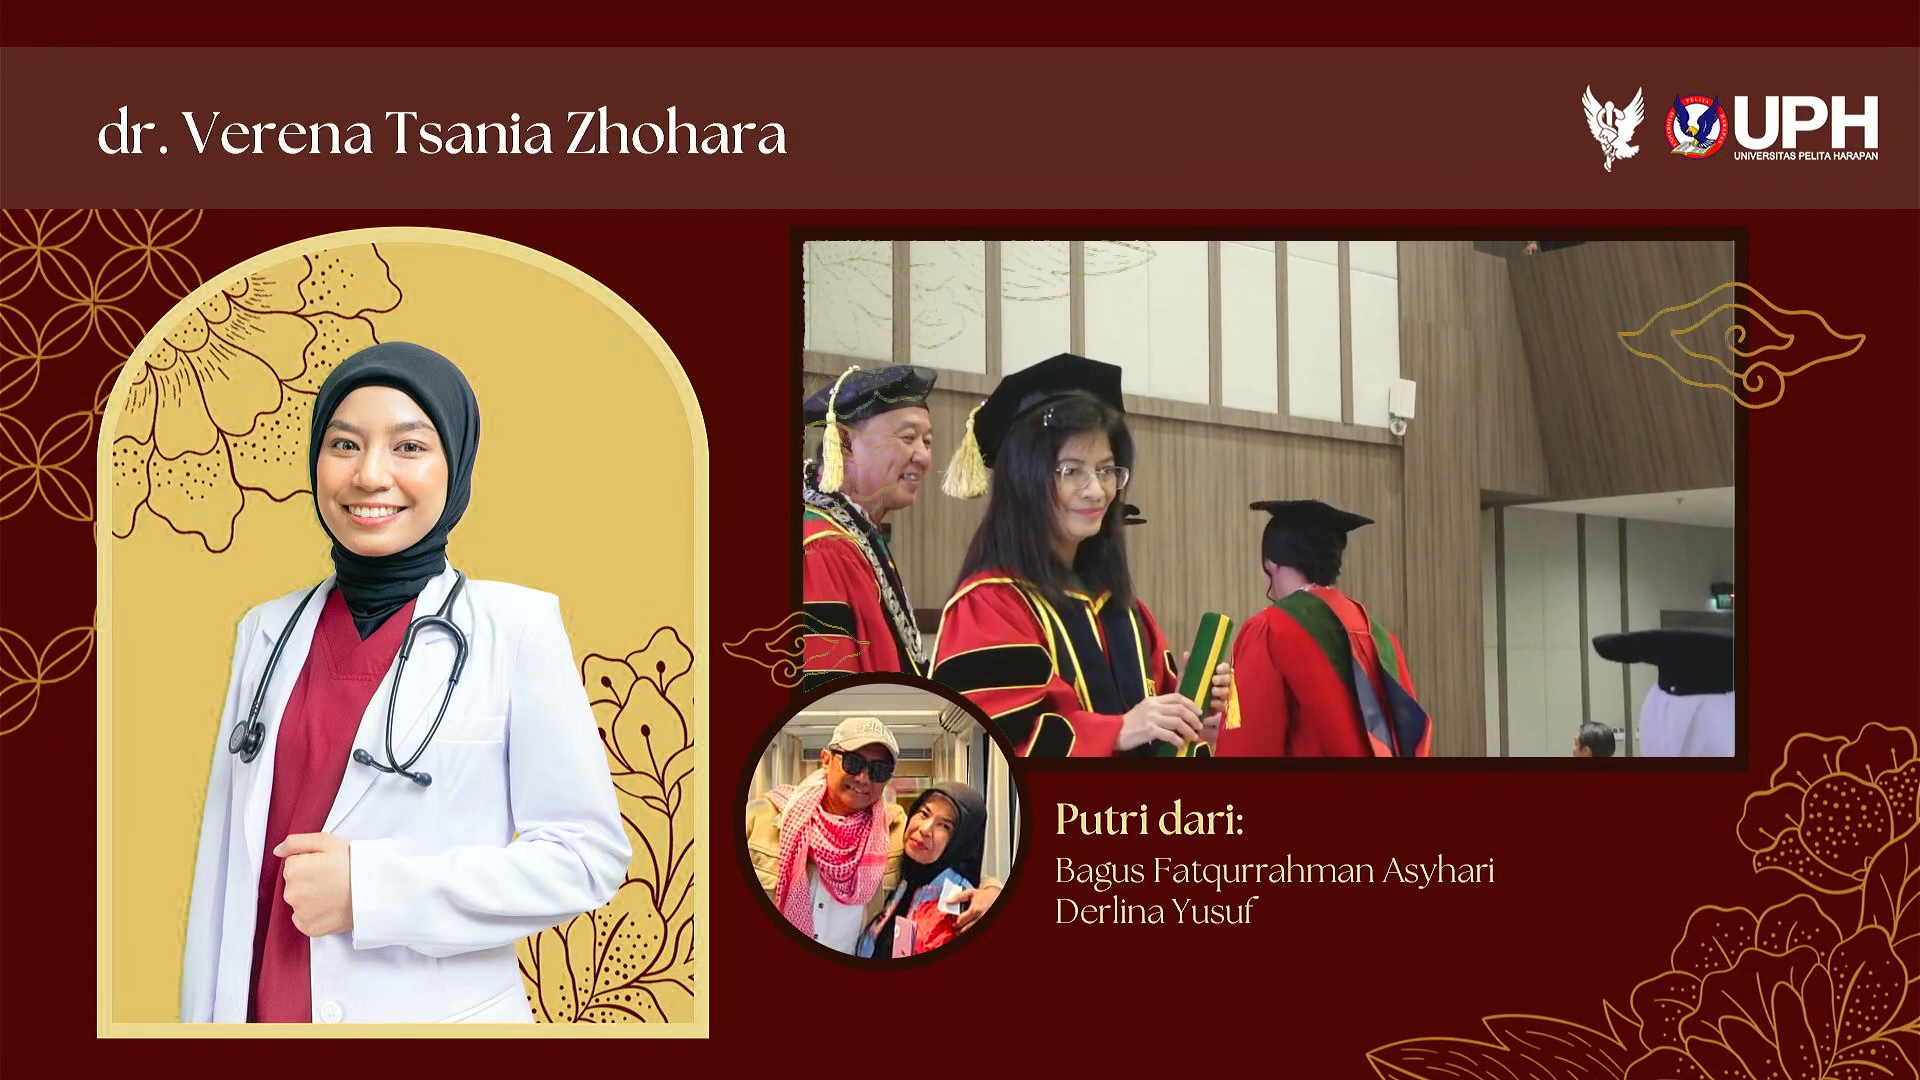 dr. Verena Tsania Zhohara
UPH
UNIVERSITAS PELITA HARAPAN
Putri dari:
Bagus Fatqurrahman Asyhari
Derlina Yusuf